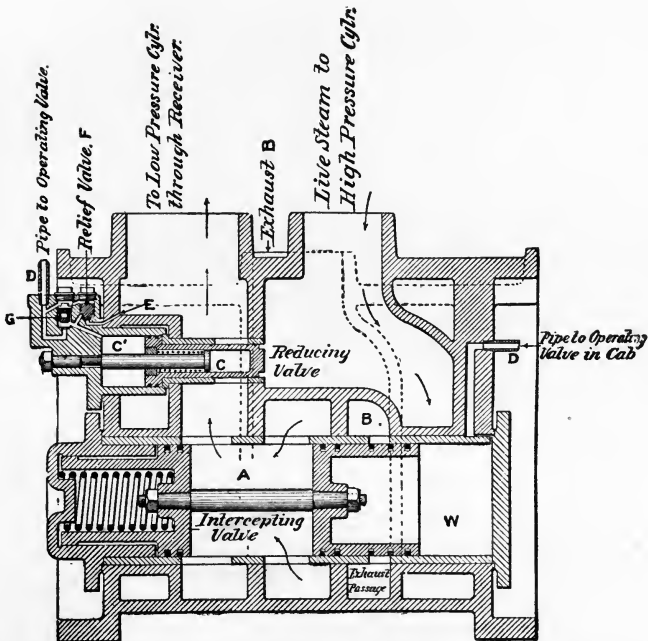 Pipe to Operating Valve.
Relief Valve. F
To Low Pressure Cylr.
through Receiver.
Exhaust B
Live Steam to
High Pressure Cylr.
D
G
E
C'
C
Reducing
Valve
Pipe to Operating
D
Valve in Cab
B
A
W
Intercepting
Valve
Exhaust
Passage